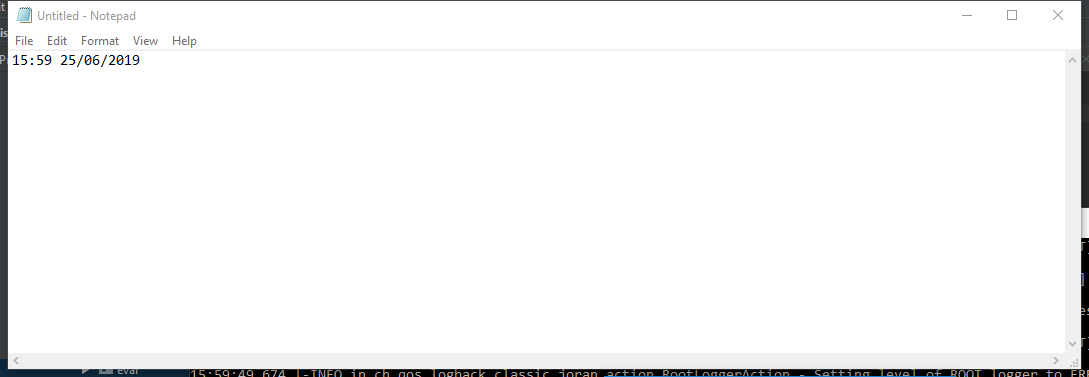 Untitled - Notepad
File Edit Format View Help
15:59 25/06/2019
eval
15:59:49,674 |-INFO in ch.qos.logback.classic.joran.action.RootLoggerAction - Setting level of ROOT logger to